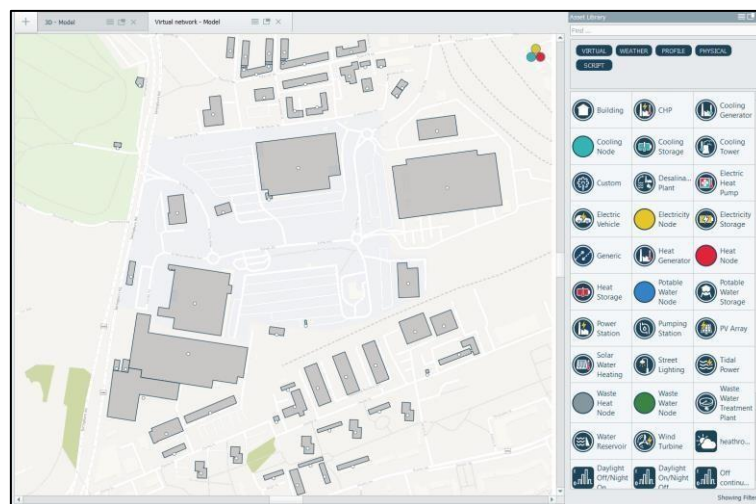 3D - Model
Virtual network - Model
Asset Library
Find ...
VIRTUAL WEATHER PROFILE PHYSICAL
SCRIPT
Building
CHP
Cooling Generator
Cooling Node
Cooling Storage
Cooling Tower
Custom
Desalina... Plant
Electric Heat Pump
Electric Vehicle
Electricity Node
Electricity Storage
Generic
Heat Generator
Heat Node
Heat Storage
Potable Water Node
Potable Water Storage
Power Station
Pumping Station
PV Array
Solar Water Heating
Street Lighting
Tidal Power
Waste Heat Node
Waste Water Node
Waste Water Treatment Plant
Water Reservoir
Wind Turbine
heathro...
Daylight Off/Night On
Daylight On/Night Off
Off continu...
Showing Filte